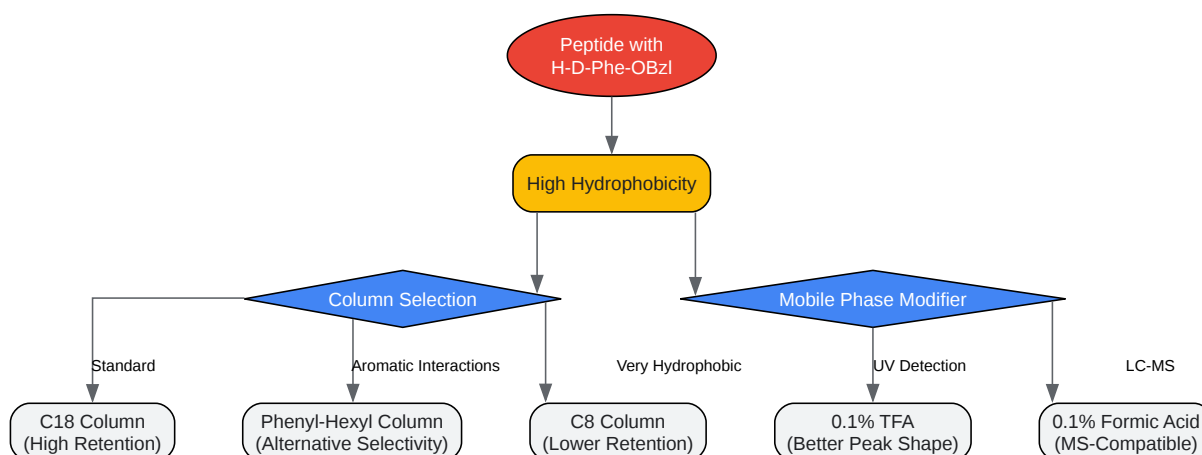 Peptide with
H-D-Phe-OBzl
High Hydrophobicity
Column Selection
Mobile Phase Modifier
Standard
Aromatic Interactions
Very Hydrophobic
UV Detection
LC-MS
C18 Column
(High Retention)
Phenyl-Hexyl Column
(Alternative Selectivity)
C8 Column
(Lower Retention)
0.1% TFA
(Better Peak Shape)
0.1% Formic Acid
(MS-Compatible)